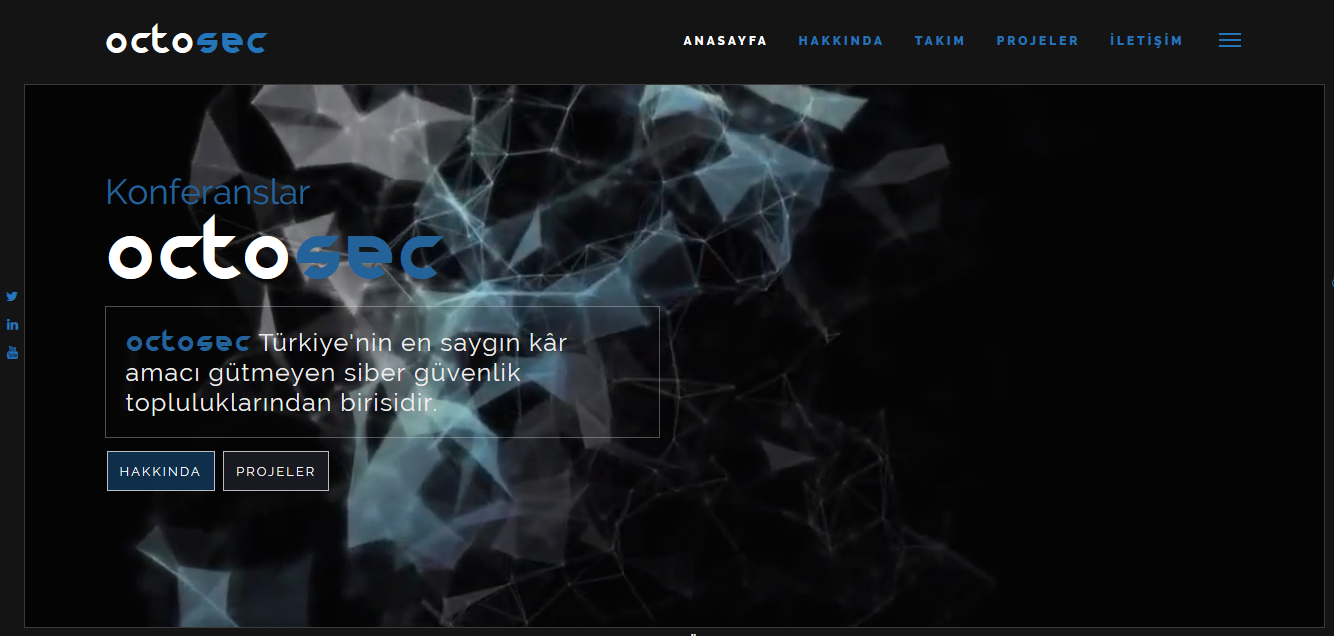 octosec
ANASAYFA HAKKINDA TAKIM PROJELER İLETİŞİM
Konferanslar
octosec
octosec Türkiye'nin en saygın kâr
amacı gütmeyen siber güvenlik
topluluklarından birisidir.
HAKKINDA PROJELER